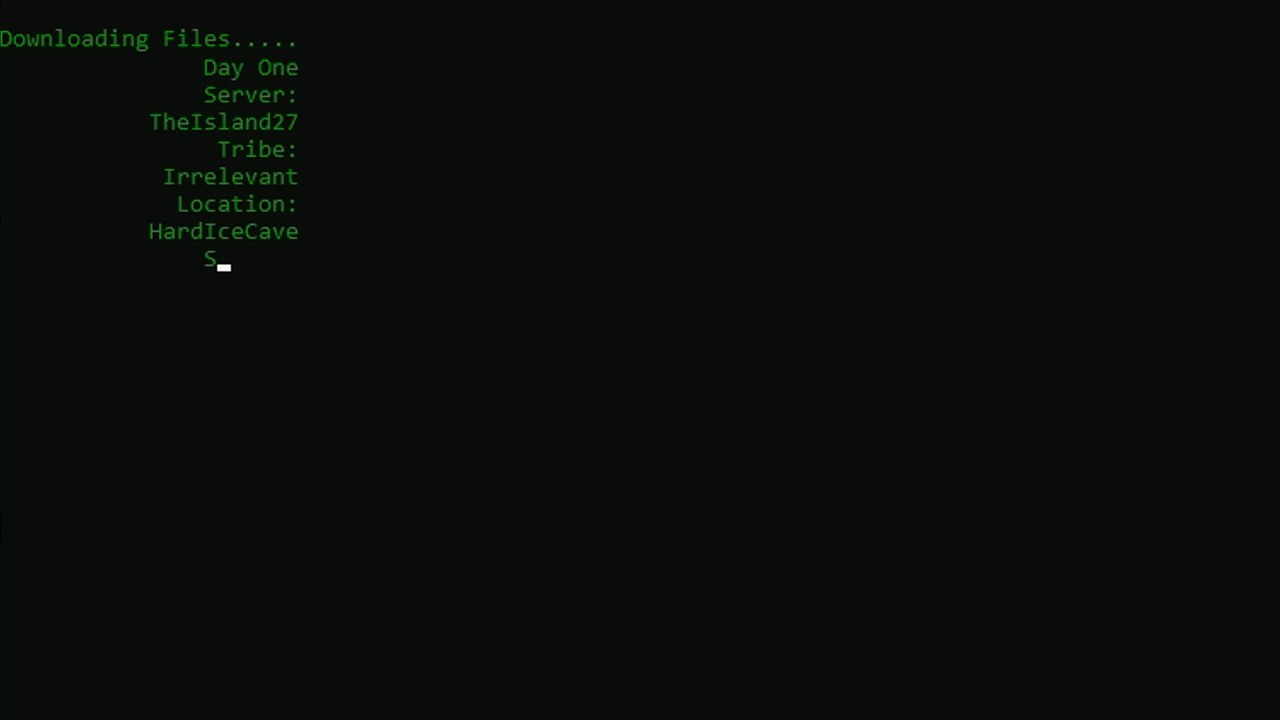 Downloading Files.....
Day One
Server:
TheIsland27
Tribe:
Irrelevant
Location:
HardIceCave
S